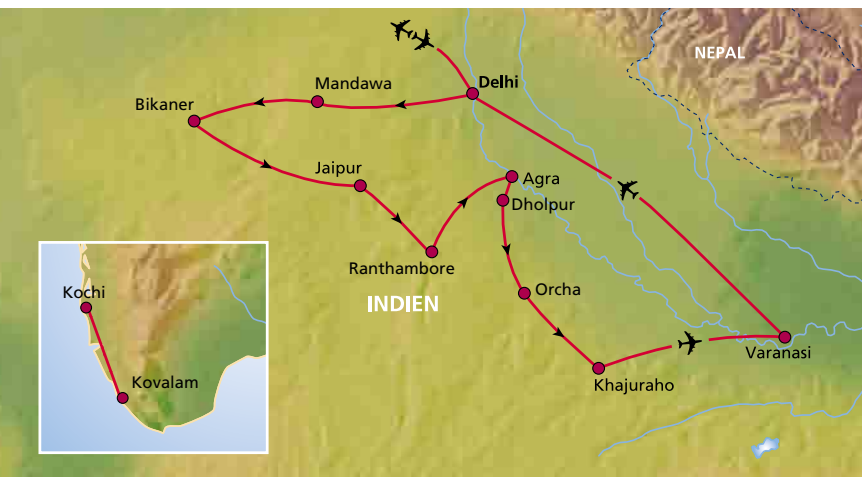 NEPAL
Delhi
Mandawa
Bikaner
Jaipur
Agra
Dholpur
Ranthambore
Kochi
Orcha
INDIEN
Varanasi
Kovalam
Khajuraho